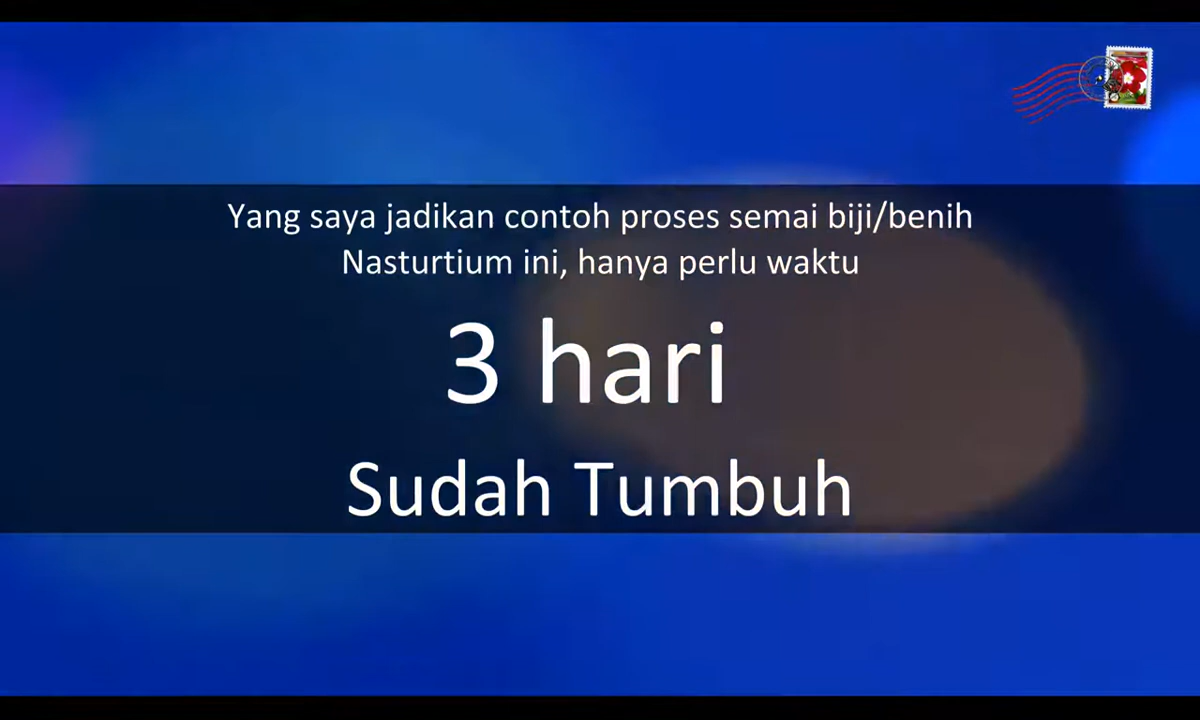 Yang saya jadikan contoh proses semai biji/benih
Nasturtium ini, hanya perlu waktu
3 hari
Sudah Tumbuh